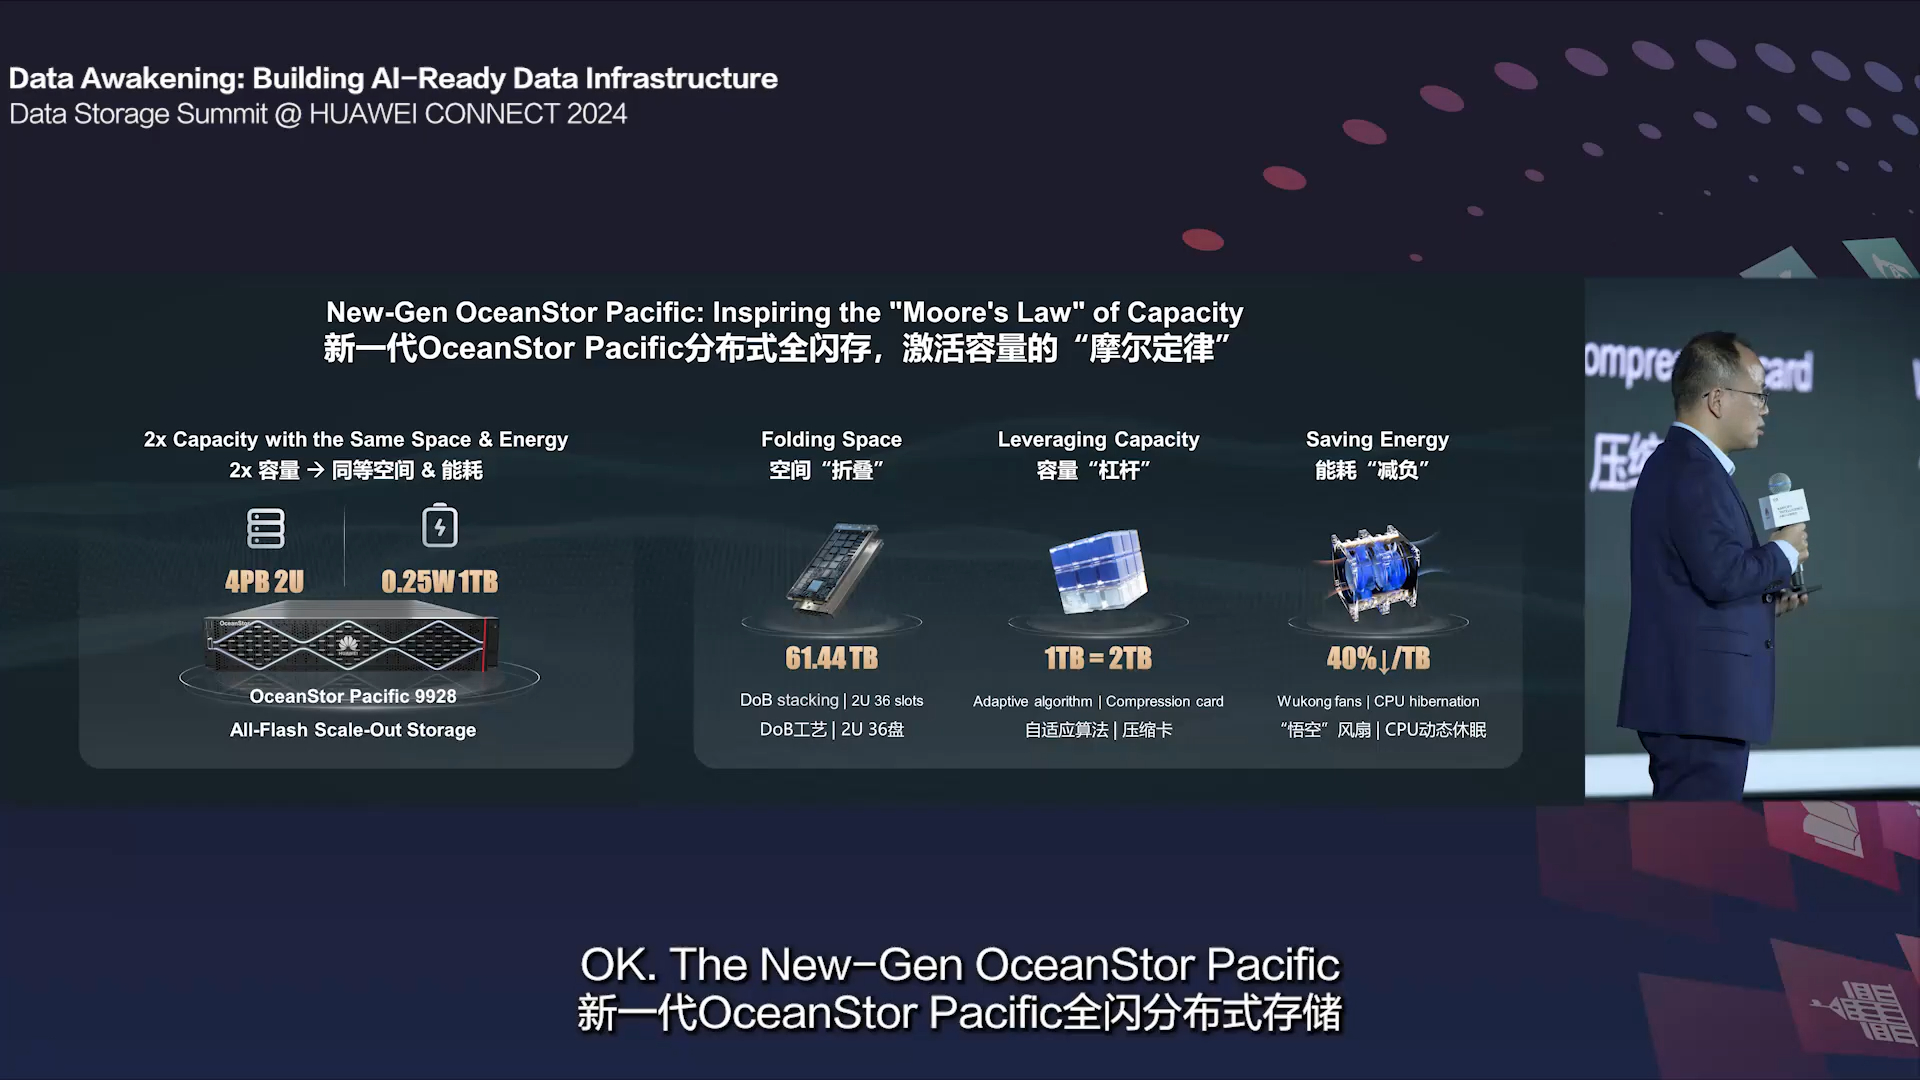 Data Awakening: Building AI-Ready Data Infrastructure
Data Storage Summit @ HUAWEI CONNECT 2024
New-Gen OceanStor Pacific: Inspiring the "Moore's Law" of Capacity
新一代OceanStor Pacific分布式全闪存，激活容量的“摩尔定律”
2x Capacity with the Same Space & Energy
2x 容量 → 同等空间 & 能耗
4PB 2U
0.25W 1TB
OceanStor
HUAWEI
OceanStor Pacific 9928
All-Flash Scale-Out Storage
Folding Space
空间“折叠”
61.44 TB
DoB stacking | 2U 36 slots
DoB工艺 | 2U 36盘
Leveraging Capacity
容量“杠杆”
1TB = 2TB
Adaptive algorithm | Compression card
自适应算法 | 压缩卡
Saving Energy
能耗“减负”
40%↓/TB
Wukong fans | CPU hibernation
“悟空”风扇 | CPU动态休眠
card
OK. The New-Gen OceanStor Pacific
新一代OceanStor Pacific全闪分布式存储